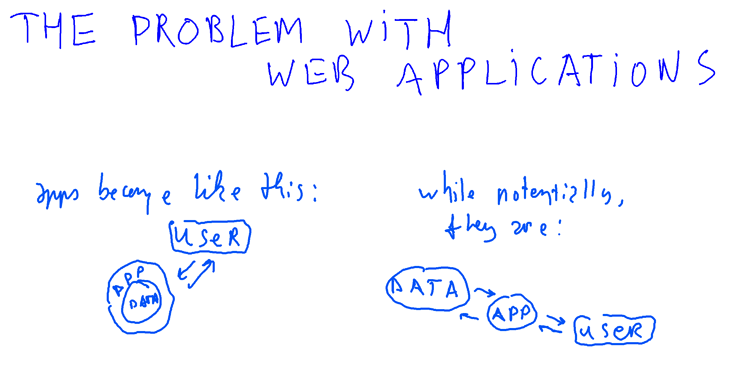 THE PROBLEM WiTH
WEB APPLiCATIONS
apps become like this:
USeR
APP
DATA
while potentially,
they are:
DATA
APP
USER